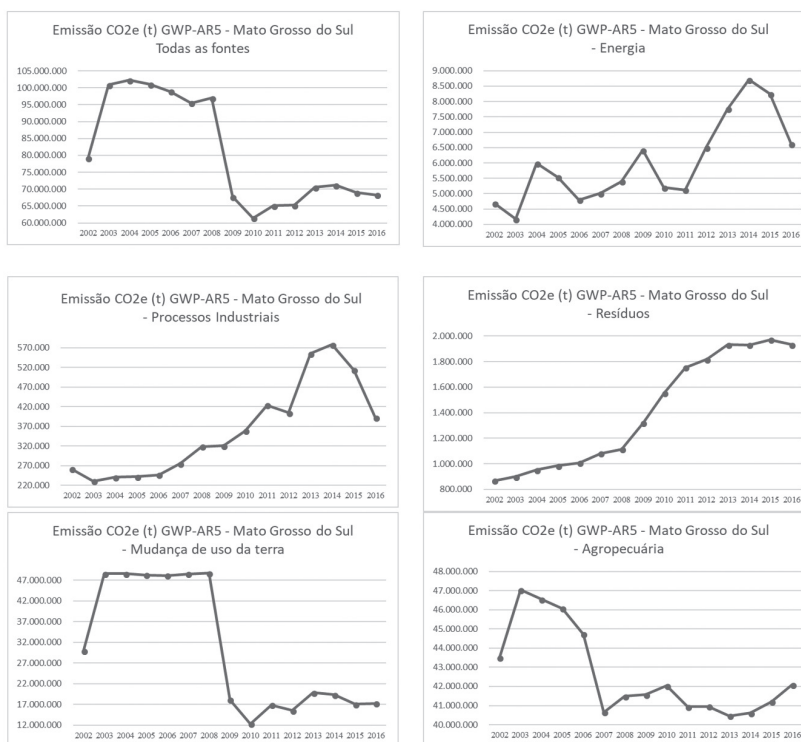 Emissão CO2e (t) GWP-AR5 - Mato Grosso do Sul
Todas as fontes
105.000.000
100.000.000
95.000.000
90.000.000
85.000.000
80.000.000
75.000.000
70.000.000
65.000.000
60.000.000
2002 2003 2004 2005 2006 2007 2008 2009 2010 2011 2012 2013 2014 2015 2016
Emissão CO2e (t) GWP-AR5 - Mato Grosso do Sul
- Energia
9.000.000
8.500.000
8.000.000
7.500.000
7.000.000
6.500.000
6.000.000
5.500.000
5.000.000
4.500.000
4.000.000
2002 2003 2004 2005 2006 2007 2008 2009 2010 2011 2012 2013 2014 2015 2016
Emissão CO2e (t) GWP-AR5 - Mato Grosso do Sul
- Processos Industriais
570.000
520.000
470.000
420.000
370.000
320.000
270.000
220.000
2002 2003 2004 2005 2006 2007 2008 2009 2010 2011 2012 2013 2014 2015 2016
Emissão CO2e (t) GWP-AR5 - Mato Grosso do Sul
- Resíduos
2.000.000
1.800.000
1.600.000
1.400.000
1.200.000
1.000.000
800.000
2002 2003 2004 2005 2006 2007 2008 2009 2010 2011 2012 2013 2014 2015 2016
Emissão CO2e (t) GWP-AR5 - Mato Grosso do Sul
- Mudança de uso da terra
47.000.000
42.000.000
37.000.000
32.000.000
27.000.000
22.000.000
17.000.000
12.000.000
2002 2003 2004 2005 2006 2007 2008 2009 2010 2011 2012 2013 2014 2015 2016
Emissão CO2e (t) GWP-AR5 - Mato Grosso do Sul
- Agropecuária
48.000.000
47.000.000
46.000.000
45.000.000
44.000.000
43.000.000
42.000.000
41.000.000
40.000.000
2002 2003 2004 2005 2006 2007 2008 2009 2010 2011 2012 2013 2014 2015 2016